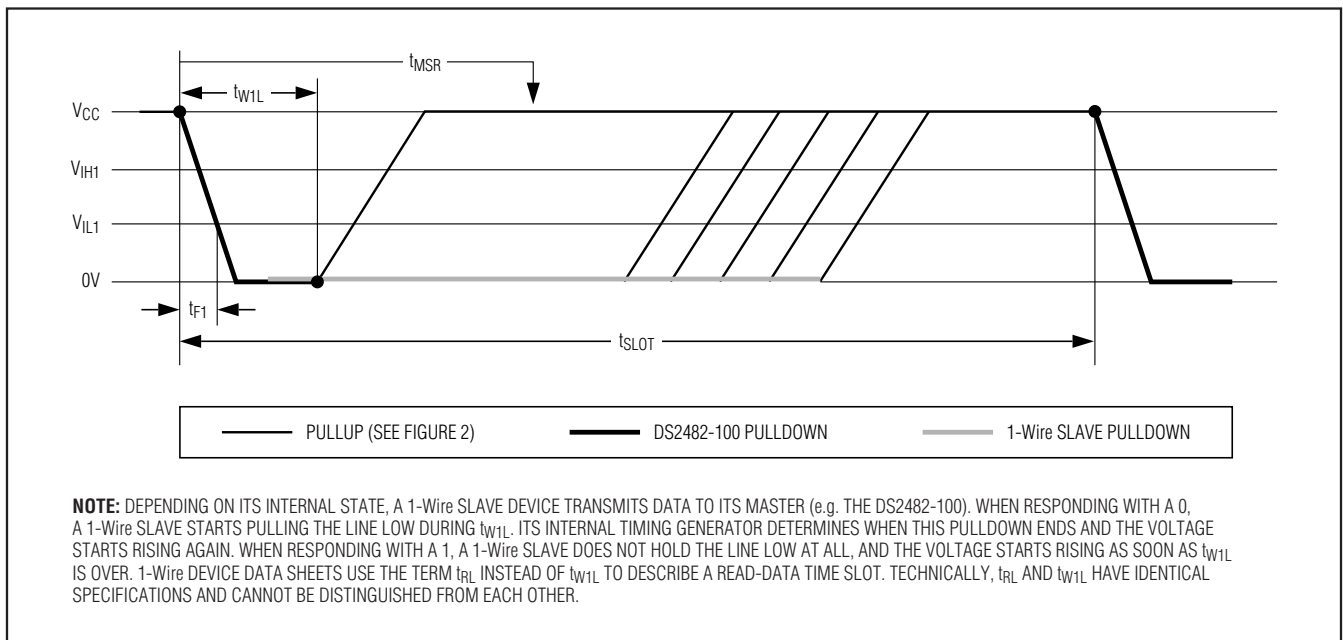 tMSR
tW1L
VCC
VIH1
VIL1
0V
tF1
tSLOT
PULLUP (SEE FIGURE 2) DS2482-100 PULLDOWN 1-Wire SLAVE PULLDOWN
NOTE: DEPENDING ON ITS INTERNAL STATE, A 1-Wire SLAVE DEVICE TRANSMITS DATA TO ITS MASTER (e.g. THE DS2482-100). WHEN RESPONDING WITH A 0,
A 1-Wire SLAVE STARTS PULLING THE LINE LOW DURING tW1L. ITS INTERNAL TIMING GENERATOR DETERMINES WHEN THIS PULLDOWN ENDS AND THE VOLTAGE
STARTS RISING AGAIN. WHEN RESPONDING WITH A 1, A 1-Wire SLAVE DOES NOT HOLD THE LINE LOW AT ALL, AND THE VOLTAGE STARTS RISING AS SOON AS tW1L
IS OVER. 1-Wire DEVICE DATA SHEETS USE THE TERM tRL INSTEAD OF tW1L TO DESCRIBE A READ-DATA TIME SLOT. TECHNICALLY, tRL AND tW1L HAVE IDENTICAL
SPECIFICATIONS AND CANNOT BE DISTINGUISHED FROM EACH OTHER.